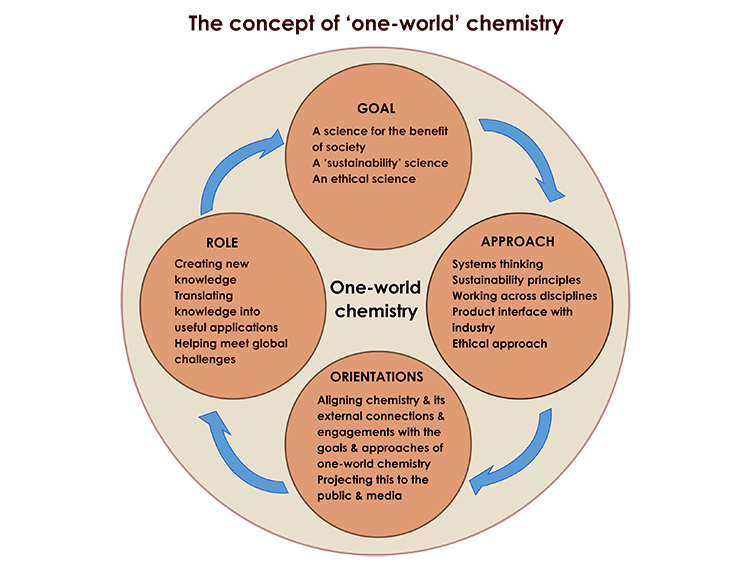 The concept of ‘one-world’ chemistry
GOAL
A science for the benefit
of society
A ‘sustainability’ science
An ethical science
APPROACH
Systems thinking
Sustainability principles
Working across disciplines
Product interface with
industry
Ethical approach
ORIENTATIONS
Aligning chemistry & its
external connections &
engagements with the
goals & approaches of
one-world chemistry
Projecting this to the
public & media
ROLE
Creating new
knowledge
Translating
knowledge into
useful applications
Helping meet global
challenges
One-world
chemistry